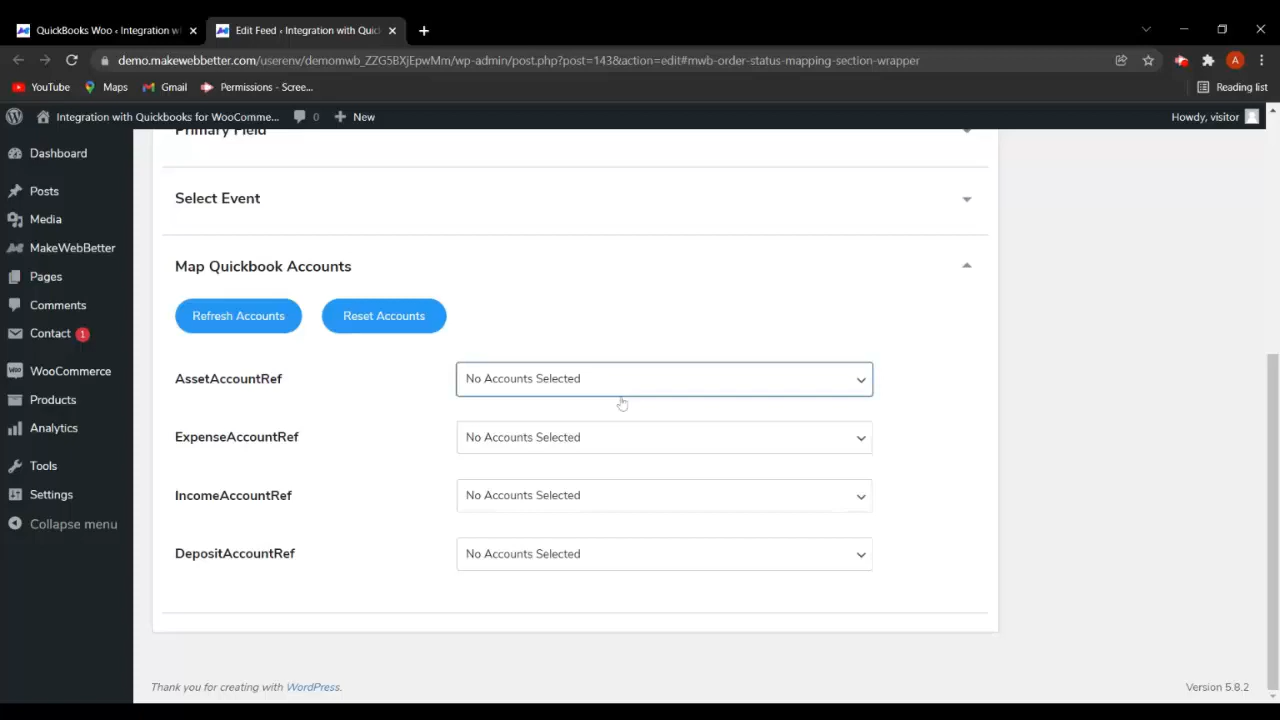 QuickBooks Woo ‹ Integration wi
Edit Feed ‹ Integration with Quic
demo.makewebbetter.com/userenv/demomwb_ZZG5BXjEpwMm/wp-admin/post.php?post=143&action=edit#mwb-order-status-mapping-section-wrapper
A
YouTube
Maps
Gmail
Permissions - Scree...
Reading list
Integration with Quickbooks for WooComme...
0
New
Howdy, visitor
Dashboard
Posts
Media
MakeWebBetter
Pages
Comments
Contact 1
WooCommerce
Products
Analytics
Tools
Settings
Collapse menu
Primary Field
Select Event
Map Quickbook Accounts
Refresh Accounts
Reset Accounts
AssetAccountRef
No Accounts Selected
ExpenseAccountRef
No Accounts Selected
IncomeAccountRef
No Accounts Selected
DepositAccountRef
No Accounts Selected
Thank you for creating with WordPress.
Version 5.8.2